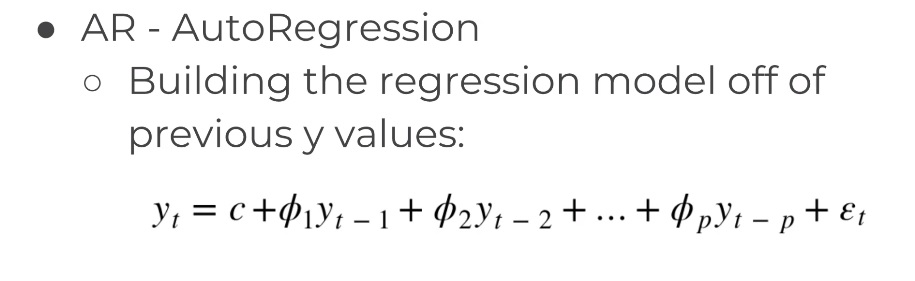 ● AR - AutoRegression
○ Building the regression model off of
previous y values:
yₜ = c+ϕ₁yₜ₋₁ + ϕ₂yₜ₋₂ + ... + ϕₚyₜ₋ₚ + εₜ